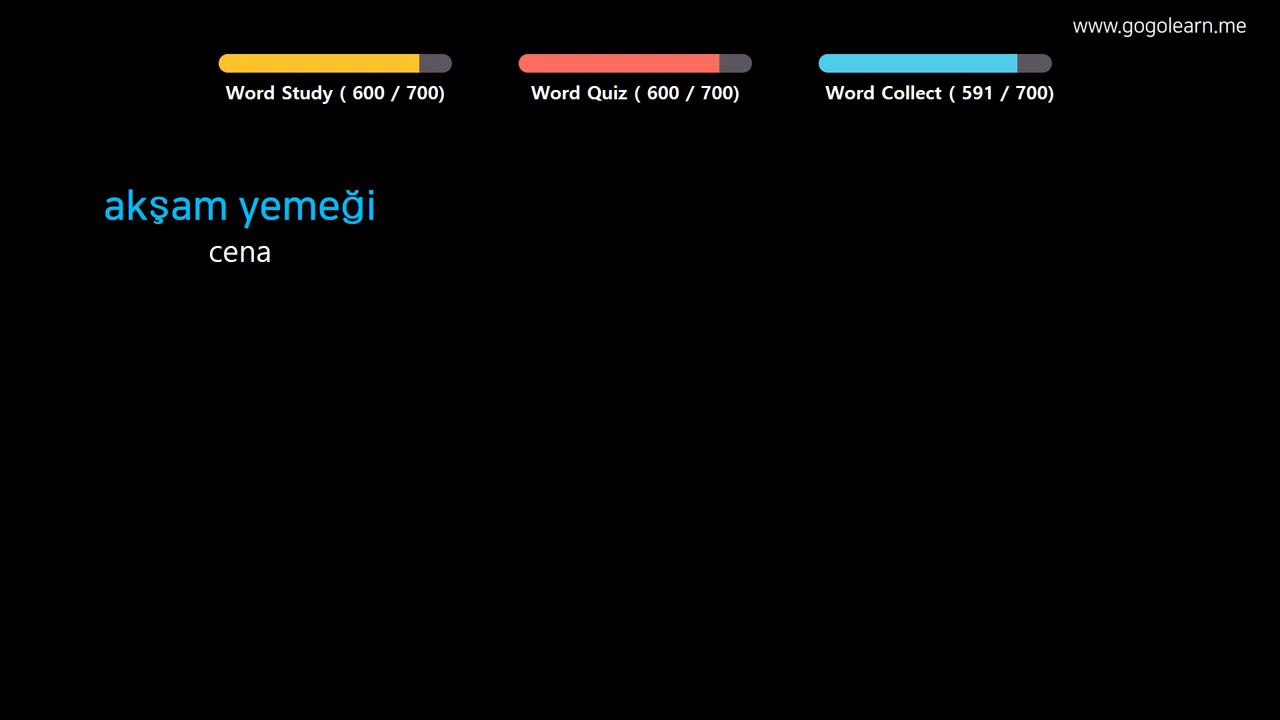 www.gogolearn.me
Word Study ( 600 / 700)
Word Quiz ( 600 / 700)
Word Collect ( 591 / 700)
akşam yemeği
cena